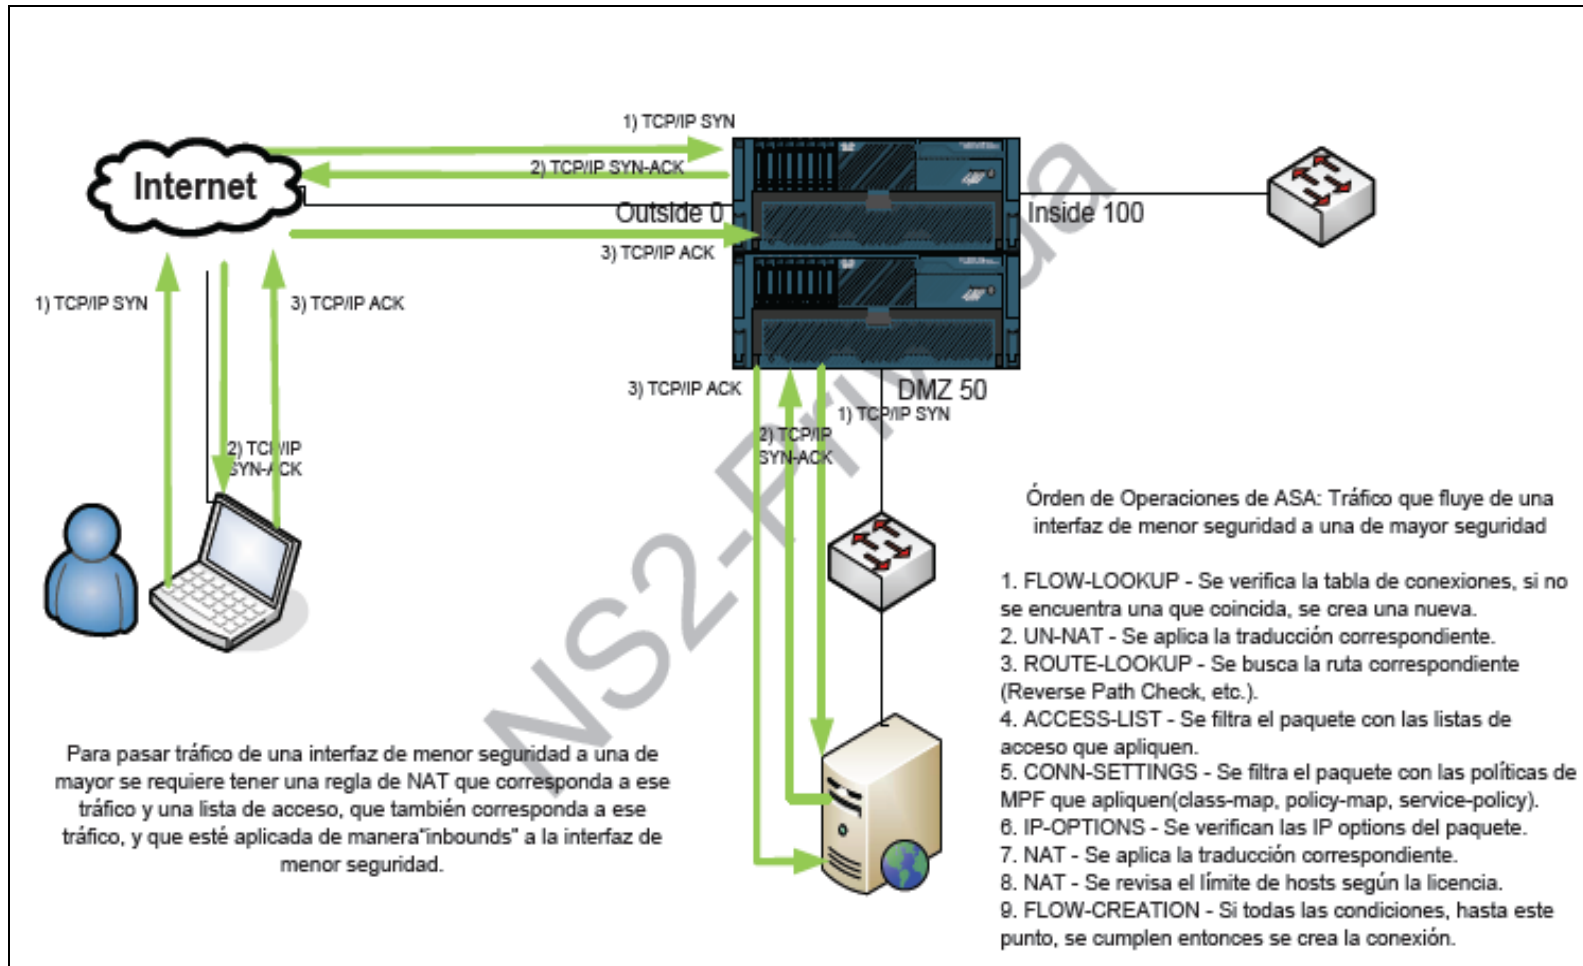 1) TCP/IP SYN
2) TCP/IP SYN-ACK
Internet
Outside 0
Inside 100
3) TCP/IP ACK
1) TCP/IP SYN
3) TCP/IP ACK
3) TCP/IP ACK
DMZ 50
1) TCP/IP SYN
2) TCP/IP
SYN-ACK
2) TCP/IP
SYN-ACK
NS2-Privada
Órden de Operaciones de ASA: Tráfico que fluye de una
interfaz de menor seguridad a una de mayor seguridad
1. FLOW-LOOKUP - Se verifica la tabla de conexiones, si no
se encuentra una que coincida, se crea una nueva.
2. UN-NAT - Se aplica la traducción correspondiente.
3. ROUTE-LOOKUP - Se busca la ruta correspondiente
(Reverse Path Check, etc.).
4. ACCESS-LIST - Se filtra el paquete con las listas de
acceso que apliquen.
5. CONN-SETTINGS - Se filtra el paquete con las políticas de
MPF que apliquen(class-map, policy-map, service-policy).
6. IP-OPTIONS - Se verifican las IP options del paquete.
7. NAT - Se aplica la traducción correspondiente.
8. NAT - Se revisa el límite de hosts según la licencia.
9. FLOW-CREATION - Si todas las condiciones, hasta este
punto, se cumplen entonces se crea la conexión.
Para pasar tráfico de una interfaz de menor seguridad a una de
mayor se requiere tener una regla de NAT que corresponda a ese
tráfico y una lista de acceso, que también corresponda a ese
tráfico, y que esté aplicada de manera"inbounds" a la interfaz de
menor seguridad.